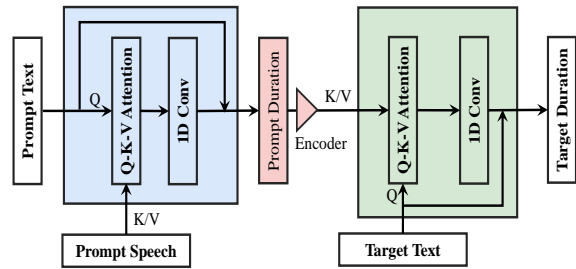 Prompt Text
Q
Q-K-V Attention
1D Conv
K/V
Prompt Speech
Prompt Duration
Encoder
K/V
Q-K-V Attention
1D Conv
Q
Target Text
Target Duration